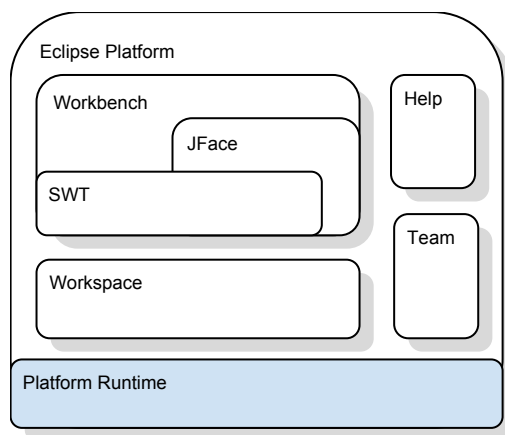 Eclipse Platform
Workbench
JFace
SWT
Workspace
Help
Team
Platform Runtime